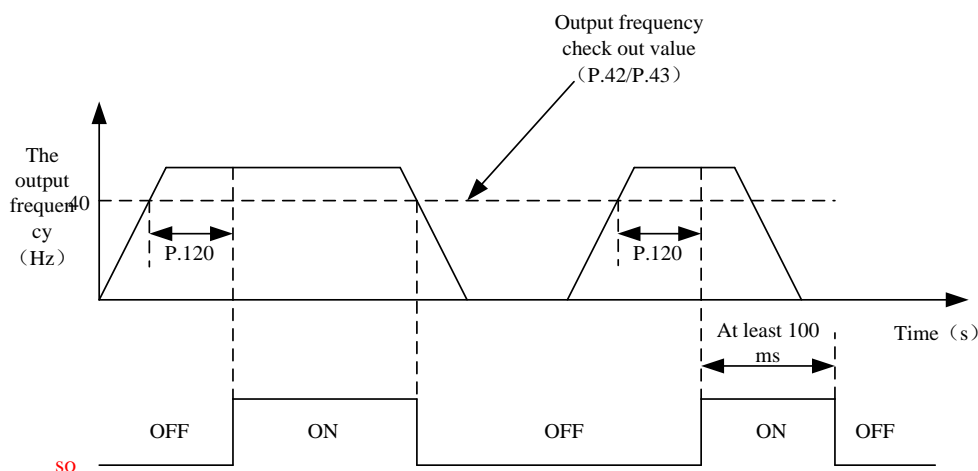 Output frequency
check out value
（P.42/P.43）
The
output
frequen
cy
（Hz）
40
P.120
P.120
At least 100
ms
Time（s）
OFF
ON
OFF
ON
OFF
so